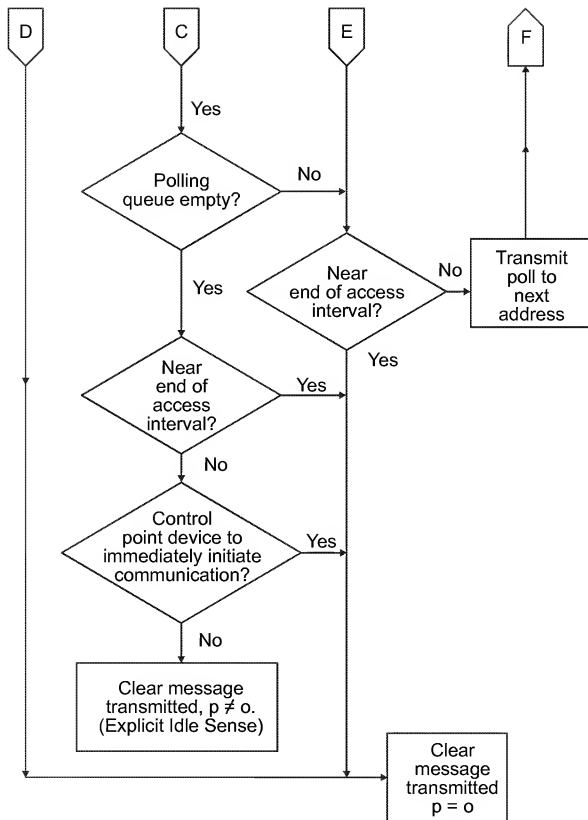 D
C
E
F
Yes
Polling
queue empty?
No
Near
end of access
interval?
No
Transmit
poll to
next
address
Yes
Yes
Near
end of
access
interval?
Yes
No
Control
point device to
immediately initiate
communication?
Yes
No
Clear message
transmitted, p ≠ o.
(Explicit Idle Sense)
Clear
message
transmitted
p = o